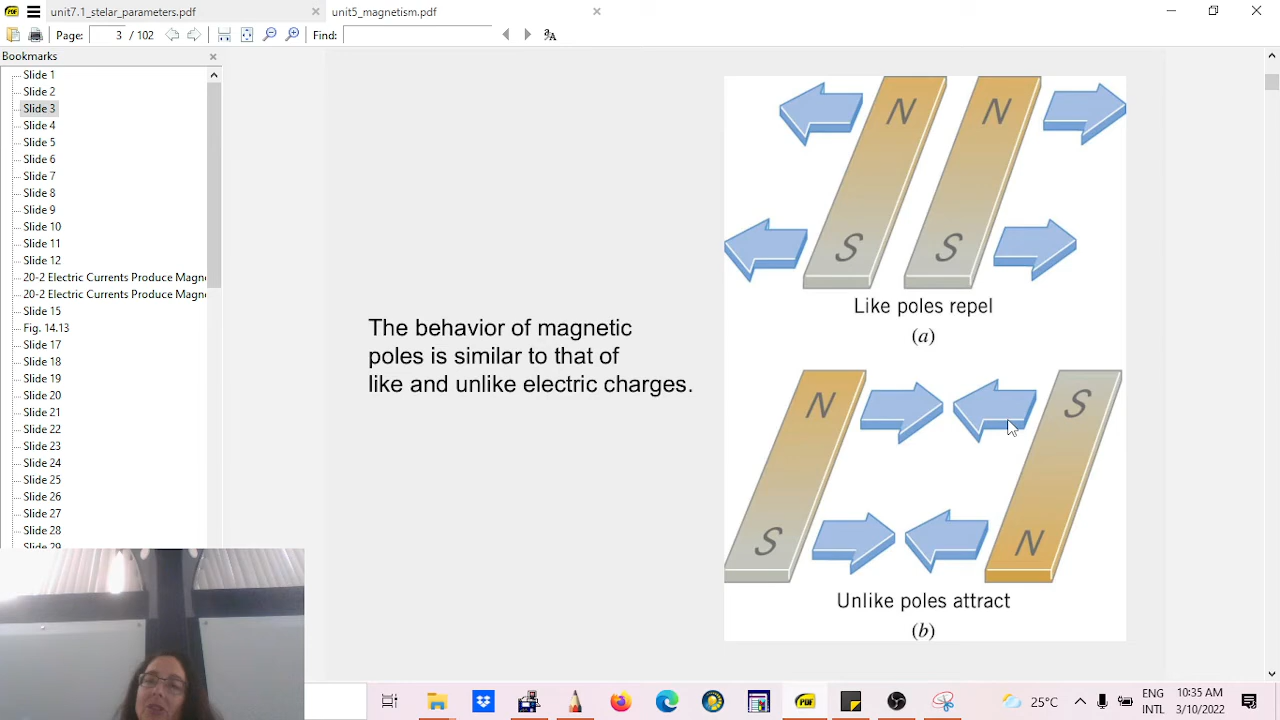 unit7.1_stelar_parameters.pdf
unit5_magnetism.pdf
Page: 3 / 102
Find:
Bookmarks
Slide 1
Slide 2
Slide 3
Slide 4
Slide 5
Slide 6
Slide 7
Slide 8
Slide 9
Slide 10
Slide 11
Slide 12
20-2 Electric Currents Produce Magne
20-2 Electric Currents Produce Magne
Slide 15
Fig. 14.13
Slide 17
Slide 18
Slide 19
Slide 20
Slide 21
Slide 22
Slide 23
Slide 24
Slide 25
Slide 26
Slide 27
Slide 28
Slide 29
The behavior of magnetic
poles is similar to that of
like and unlike electric charges.
N N
S S
Like poles repel
(a)
N S
S N
Unlike poles attract
(b)
25°C
ENG
INTL
10:39 AM
3/10/2022